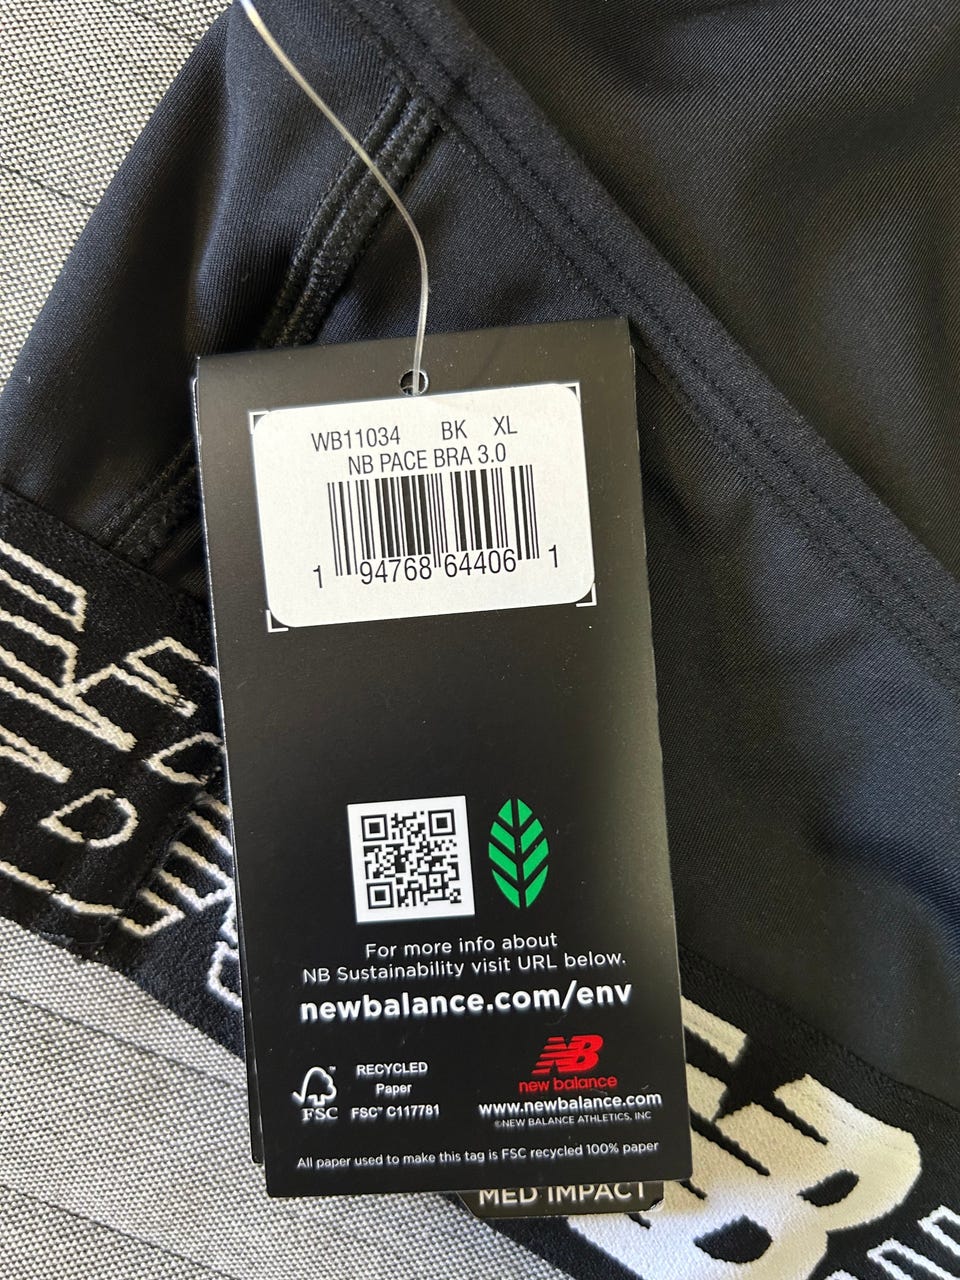 WB11034 BK XL
NB PACE BRA 3.0
1 94768 64406 1
For more info about
NB Sustainability visit URL below.
newbalance.com/env
RECYCLED
Paper
FSC™ C117781
FSC™
NB
new balance
www.newbalance.com
©NEW BALANCE ATHLETICS, INC
All paper used to make this tag is FSC recycled 100% paper
MED IMPACT